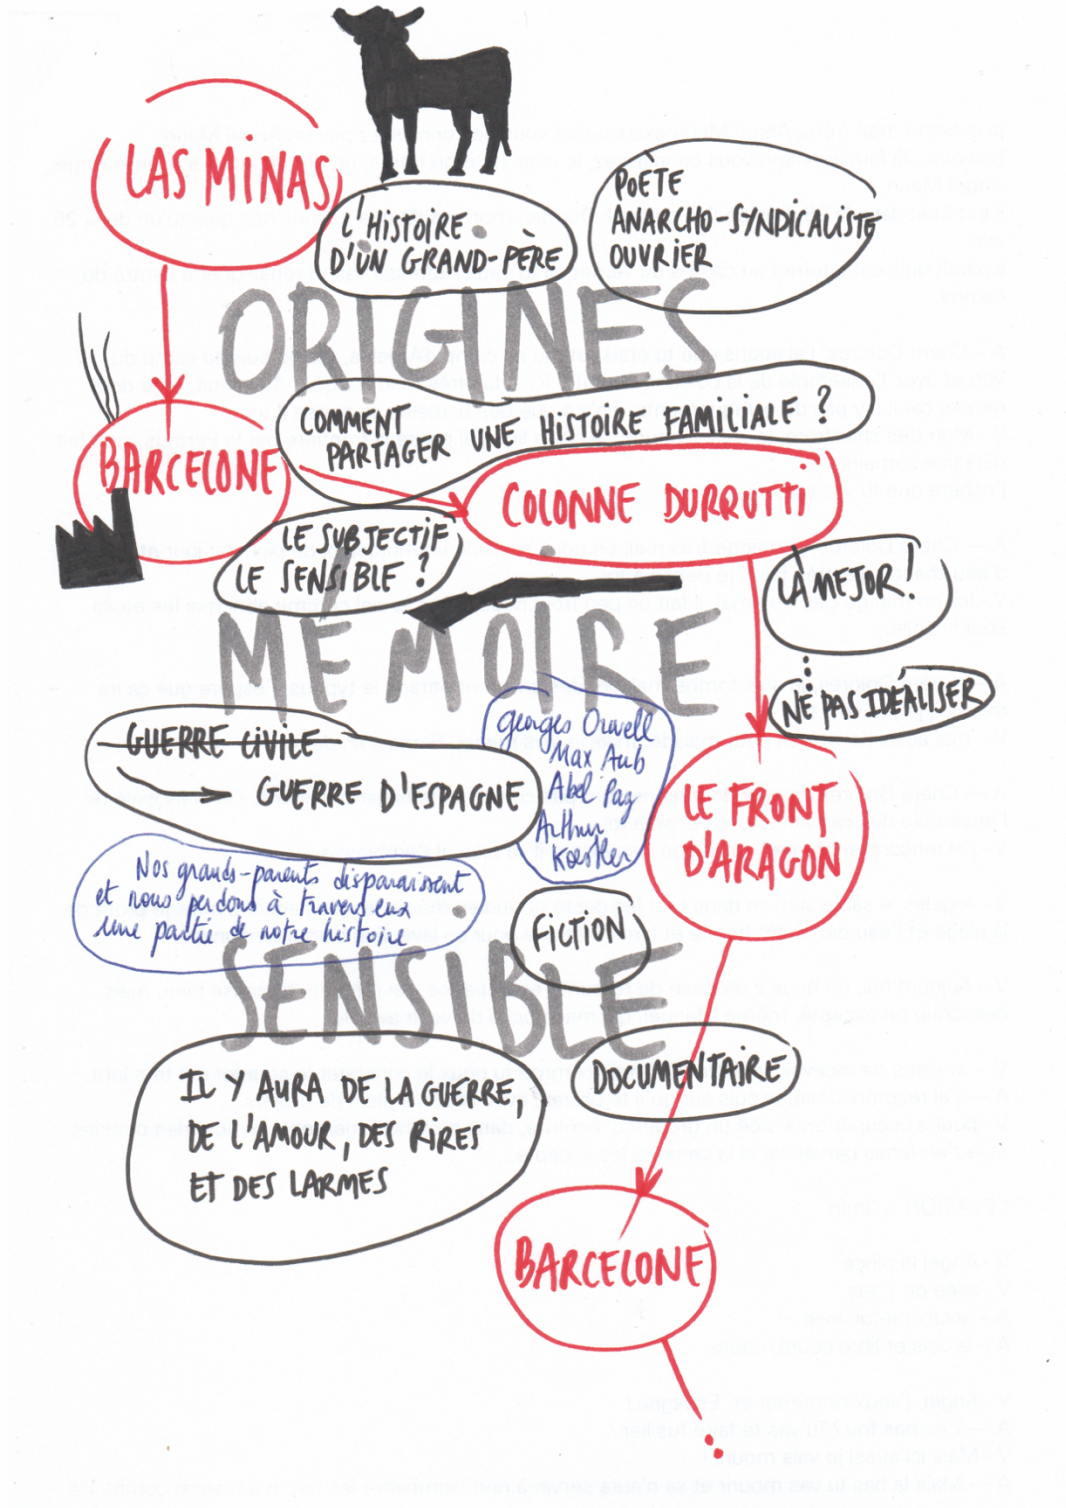 LAS MINAS
L'HISTOIRE
D'UN GRAND-PÈRE
POÈTE
ANARCHO-SYNDICALISTE
OUVRIER
ORIGINES
COMMENT
PARTAGER UNE HISTOIRE FAMILIALE ?
BARCELONE
COLONNE DURRUTTI
LE SUBJECTIF
LE SENSIBLE ?
LA MEJOR!
MÉMOIRE
NE PAS IDÉALISER
GUERRE CIVILE
GUERRE D'ESPAGNE
Georges Orwell
Max Aub
Abel Paz
Arthur
Koestler
LE FRONT
D'ARAGON
Nos grands-parents disparaissent
et nous perdons à travers eux
une partie de notre histoire
FICTION
SENSIBLE
DOCUMENTAIRE
IL Y AURA DE LA GUERRE,
DE L'AMOUR, DES RIRES
ET DES LARMES
BARCELONE